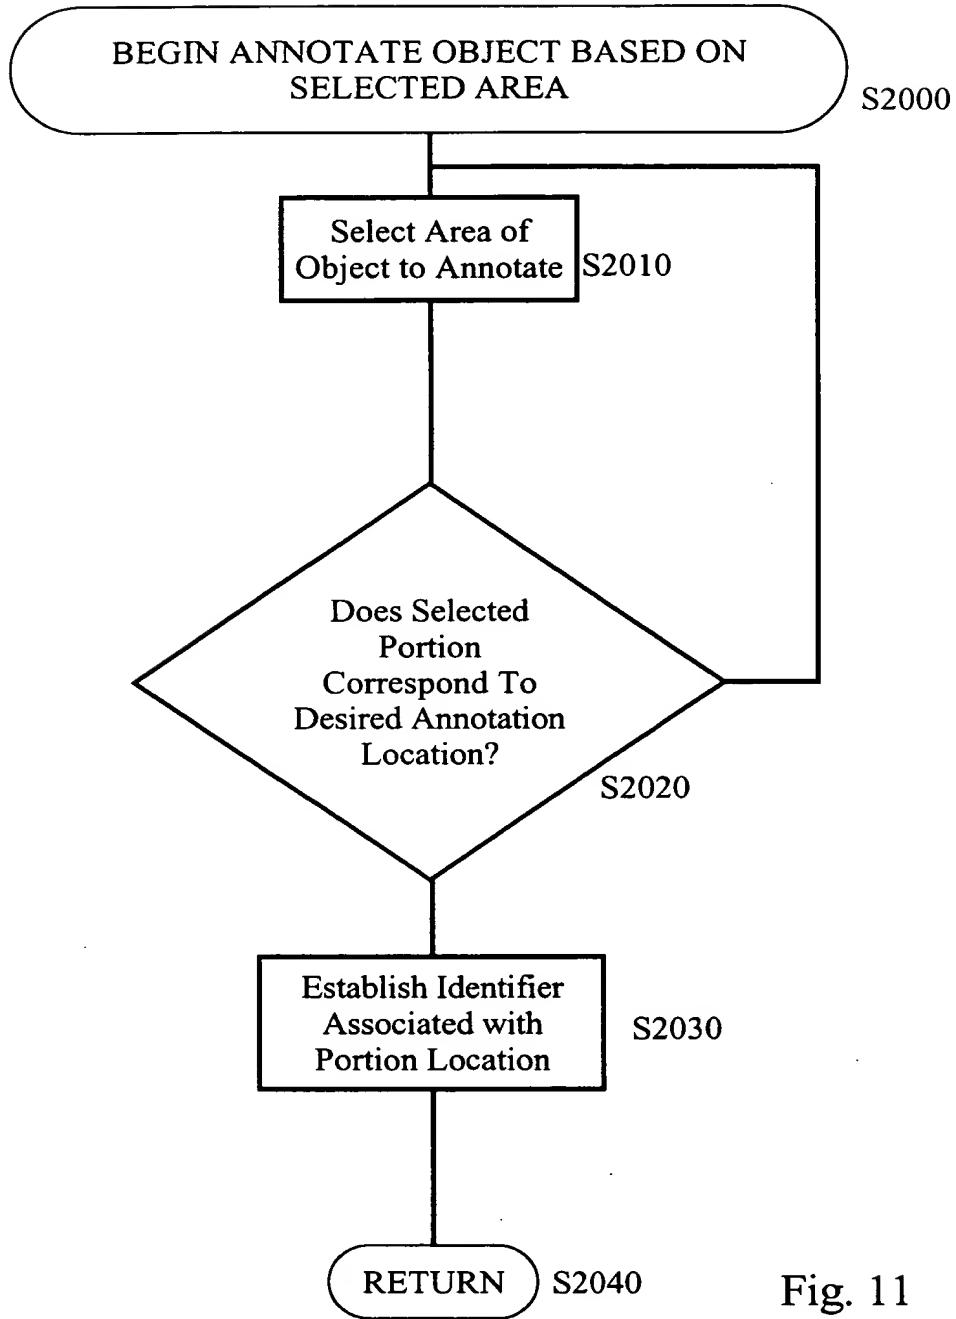 BEGIN ANNOTATE OBJECT BASED ON
SELECTED AREA
S2000
Select Area of
Object to Annotate
S2010
Does Selected
Portion
Correspond To
Desired Annotation
Location?
S2020
Establish Identifier
Associated with
Portion Location
S2030
RETURN
S2040
Fig. 11